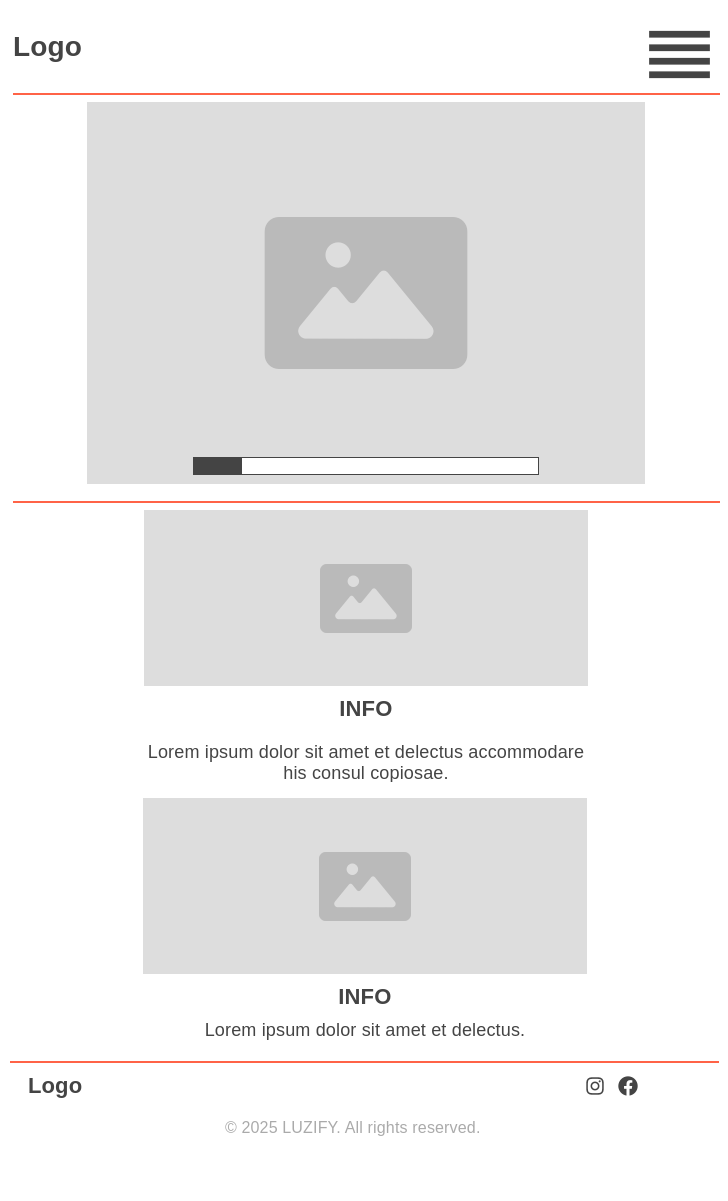 Logo
INFO
Lorem ipsum dolor sit amet et delectus accommodare
his consul copiosae.
INFO
Lorem ipsum dolor sit amet et delectus.
Logo
© 2025 LUZIFY. All rights reserved.